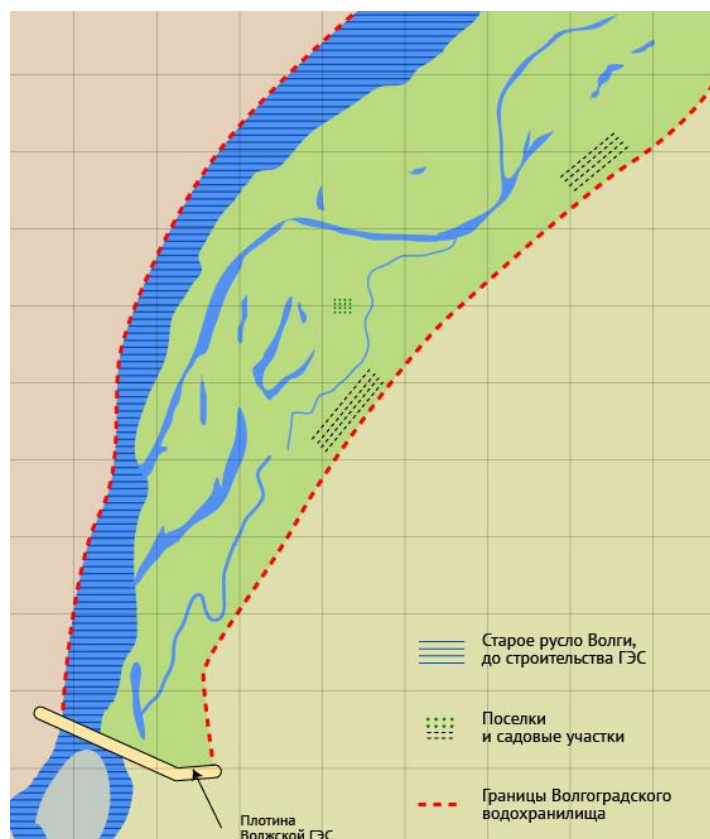 Старое русло Волги,
до строительства ГЭС
Поселки
и садовые участки
Границы Волгоградского
водохранилища
Плотина
Волжской ГЭС